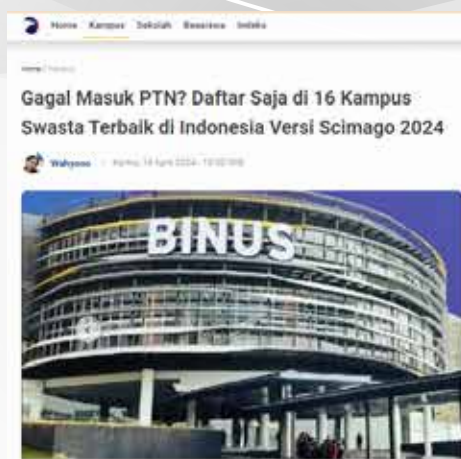 Home Kampus Sekolah Beasiswa Indeks
Gagal Masuk PTN? Daftar Saja di 16 Kampus
Swasta Terbaik di Indonesia Versi Scimago 2024
Wahyono
BINUS